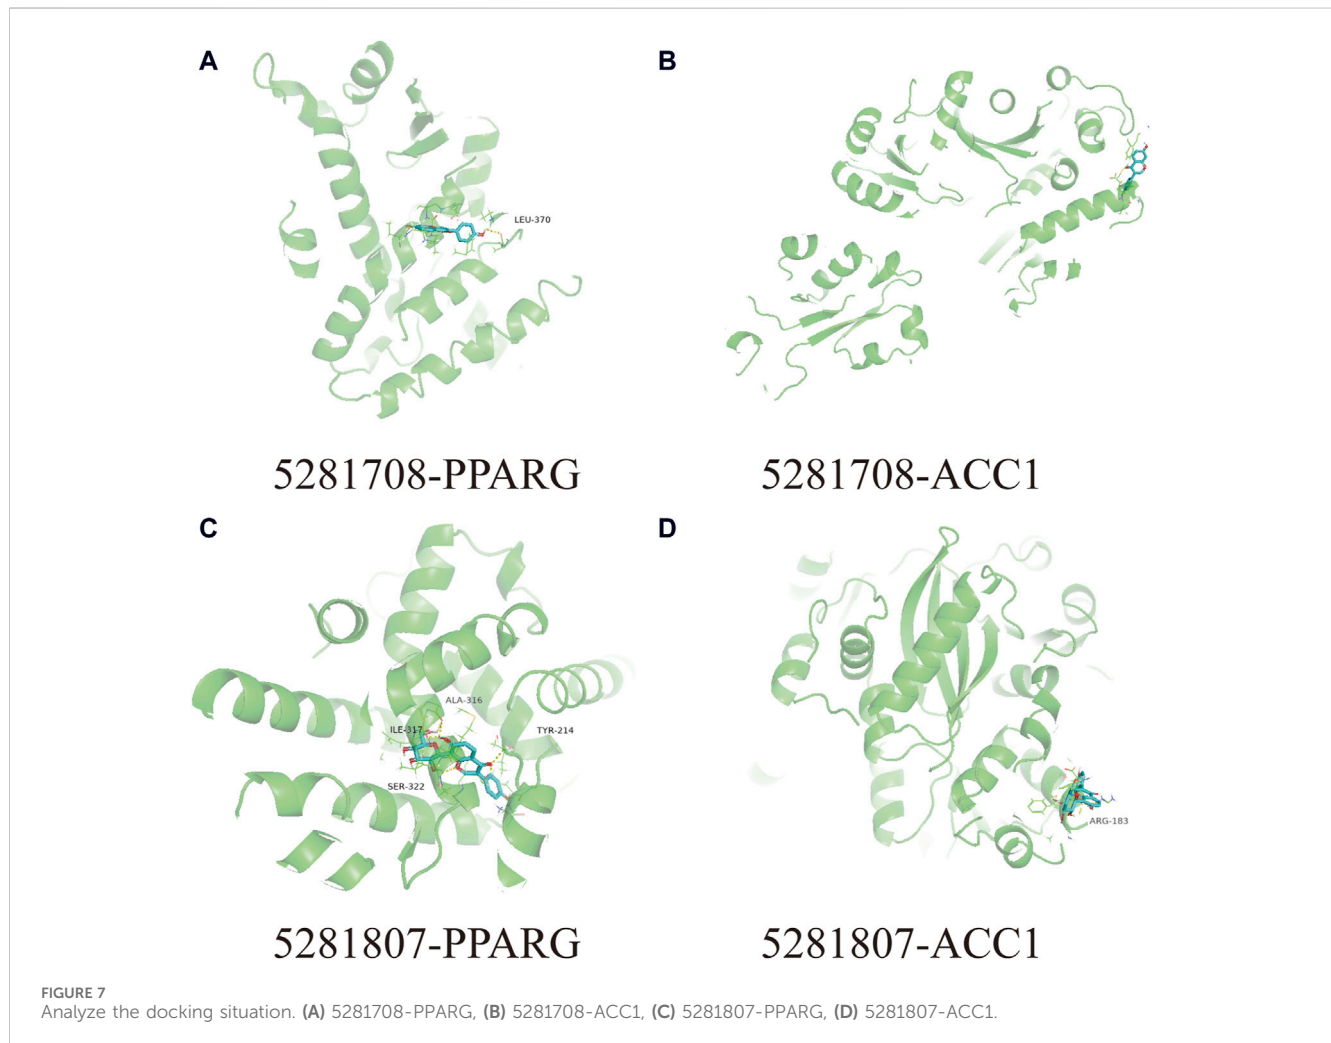 A
B
LEU-370
5281708-PPARG
5281708-ACC1
C
D
ALA-316
ILE-317
TYR-214
SER-322
ARG-183
5281807-PPARG
5281807-ACC1
FIGURE 7
Analyze the docking situation. (A) 5281708-PPARG, (B) 5281708-ACC1, (C) 5281807-PPARG, (D) 5281807-ACC1.